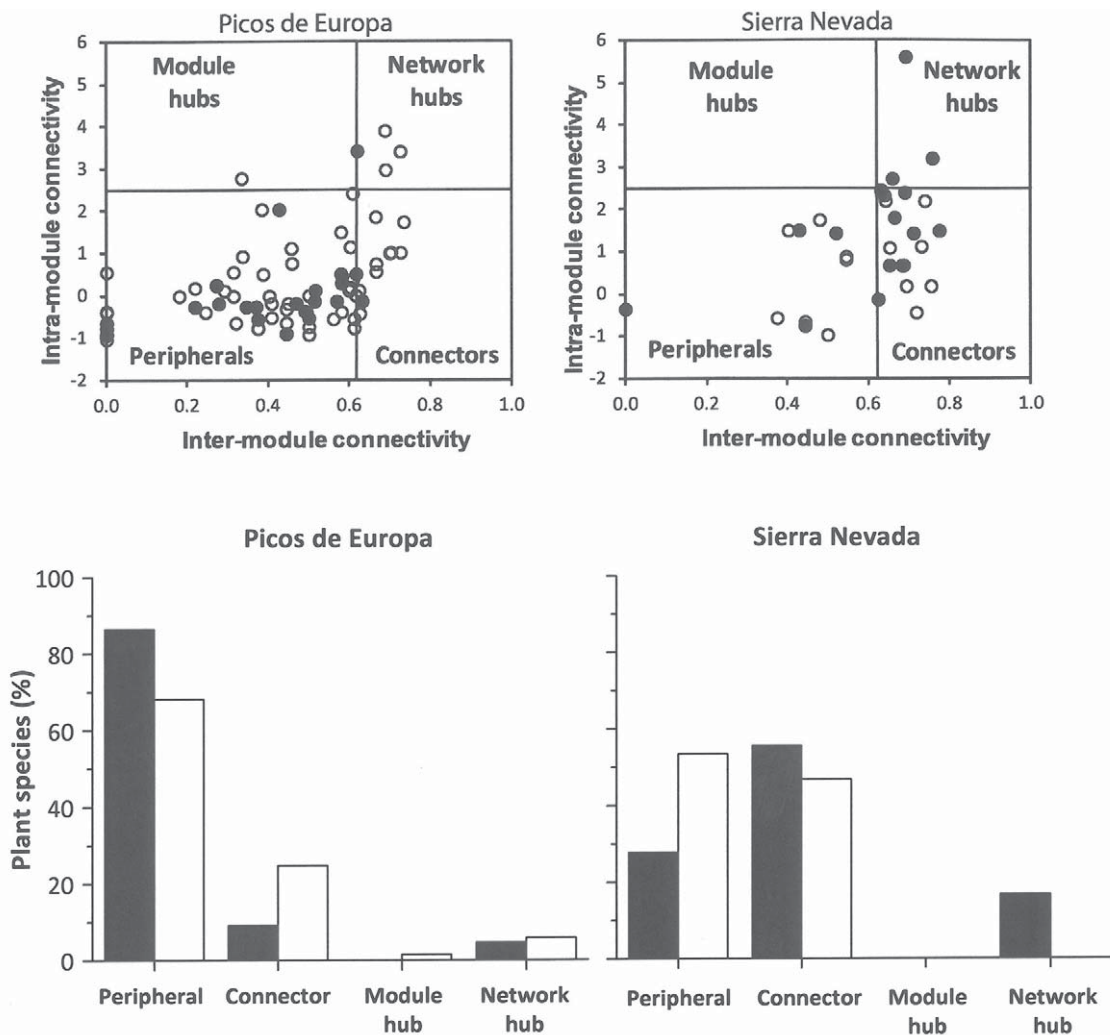 Picos de Europa
Sierra Nevada
Intra-module connectivity
6
5
4
3
2
1
0
-1
-2
Module
hubs
Network
hubs
Peripherals
Connectors
0.0 0.2 0.4 0.6 0.8 1.0
Inter-module connectivity
Intra-module connectivity
6
5
4
3
2
1
0
-1
-2
Module
hubs
Network
hubs
Peripherals
Connectors
0.0 0.2 0.4 0.6 0.8 1.0
Inter-module connectivity
Picos de Europa
Sierra Nevada
Plant species (%)
100
80
60
40
20
0
Peripheral Connector Module
hub Network
hub
Peripheral Connector Module
hub Network
hub